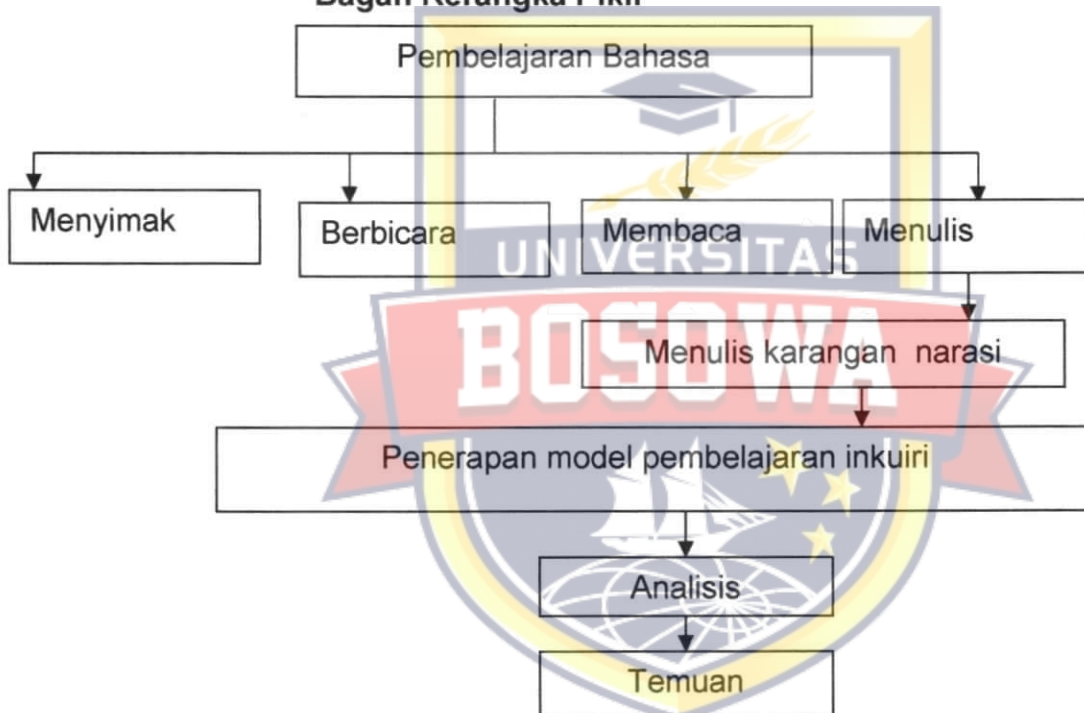 Bagan Kerangka Pikir
Pembelajaran Bahasa
Menyimak
Berbicara
Membaca
Menulis
UNIVERSITAS
BOSOWA
Menulis karangan narasi
Penerapan model pembelajaran inkuiri
Analisis
Temuan